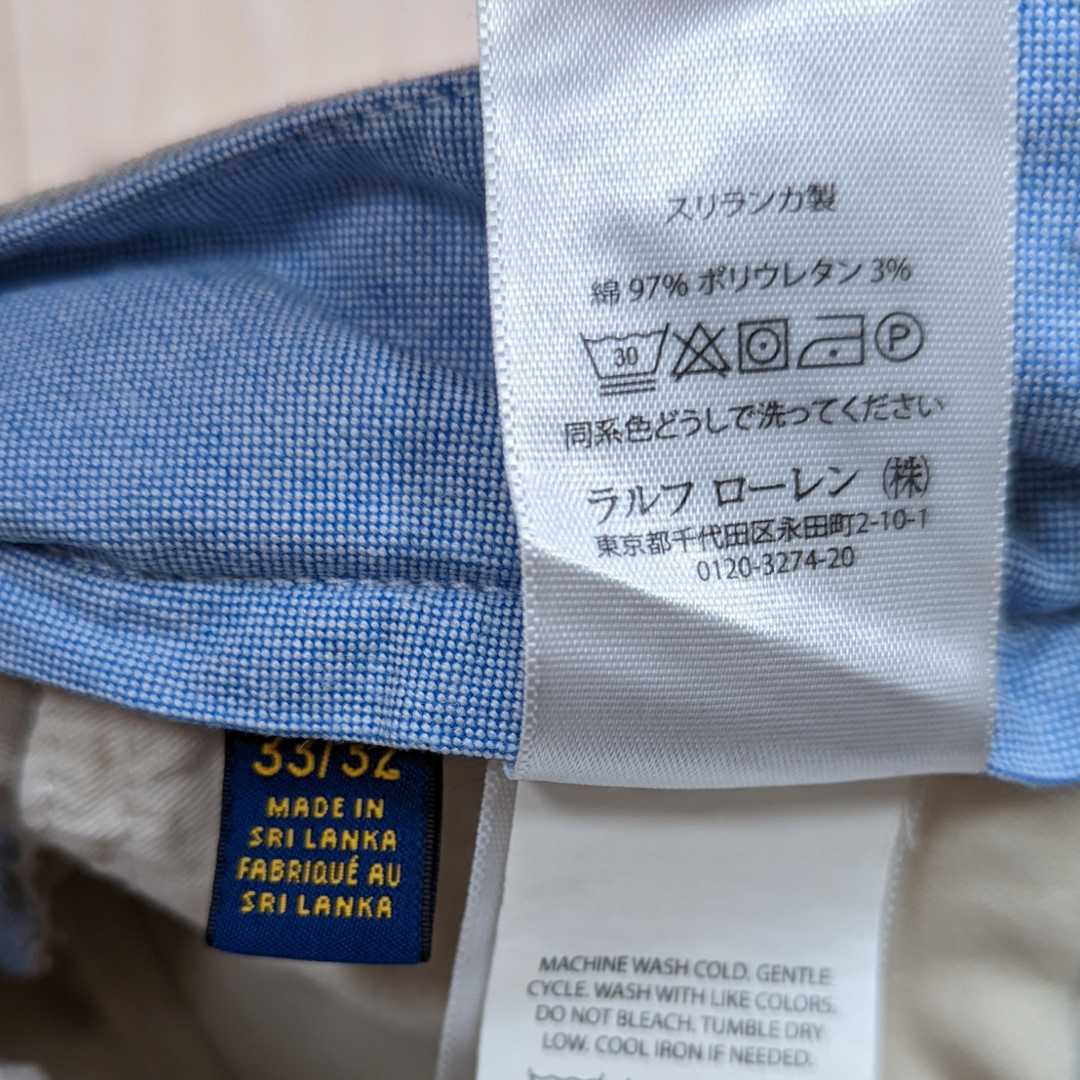 スリランカ製
綿 97% ポリウレタン 3%
30 P
同系色どうしで洗ってください
ラルフ ローレン (株)
東京都千代田区永田町2-10-1
0120-3274-20
33/32
MADE IN
SRI LANKA
FABRIQUÉ AU
SRI LANKA
MACHINE WASH COLD. GENTLE
CYCLE. WASH WITH LIKE COLORS.
DO NOT BLEACH. TUMBLE DRY
LOW. COOL IRON IF NEEDED.